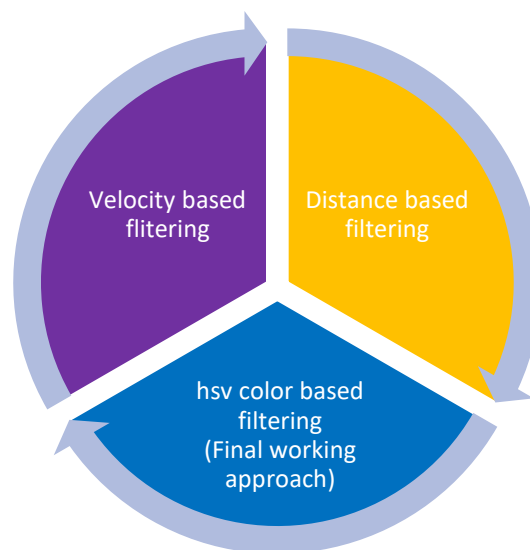 Velocity based
flitering
Distance based
filtering
hsv color based
filtering
(Final working
approach)